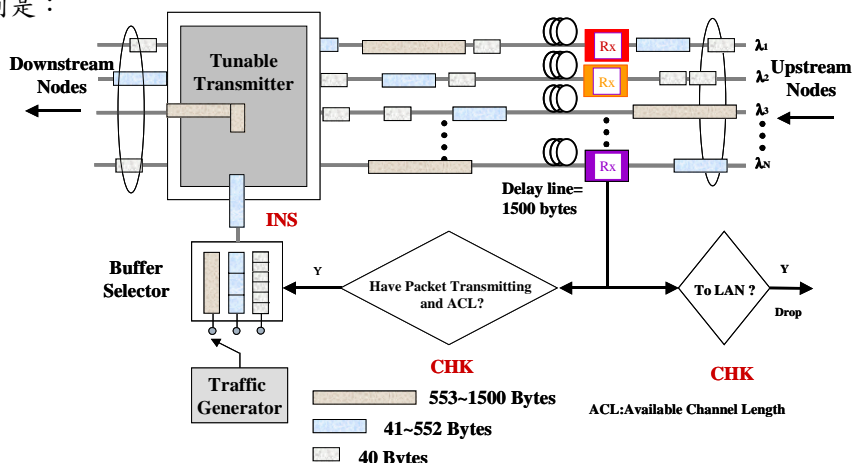 是：
Downstream
Nodes
Tunable
Transmitter
Rx
Rx
Rx
λ1
λ2
λ3
λN
Upstream
Nodes
Delay line=
1500 bytes
INS
Buffer
Selector
Y
Have Packet Transmitting
and ACL?
CHK
To LAN ?
Y
Drop
CHK
Traffic
Generator
553~1500 Bytes
41~552 Bytes
40 Bytes
ACL:Available Channel Length